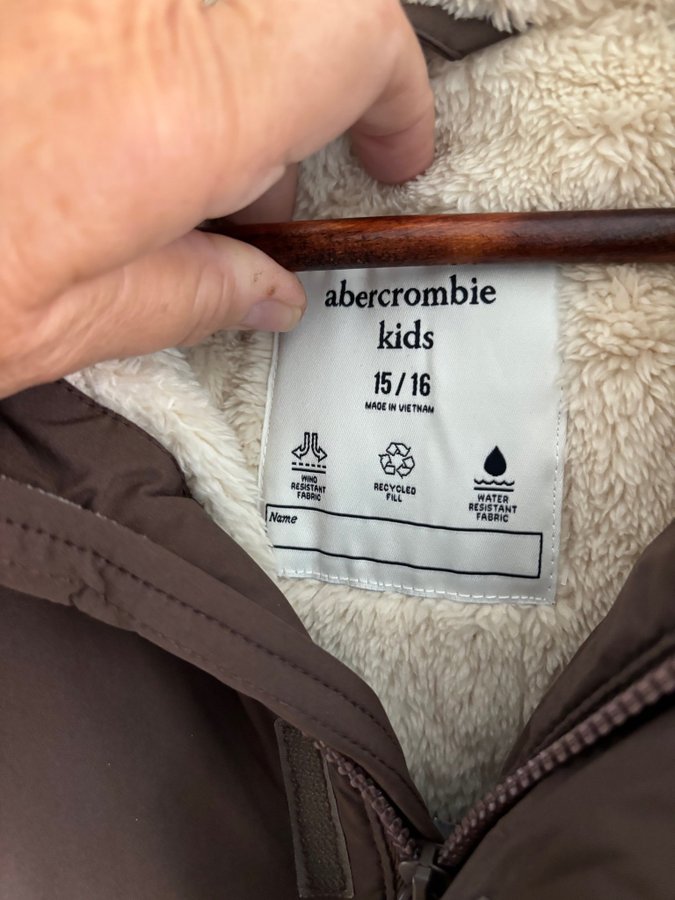 abercrombie
kids
15/16
MADE IN VIETNAM
WIND
RESISTANT
FABRIC
RECYCLED
FILL
WATER
RESISTANT
FABRIC
Name